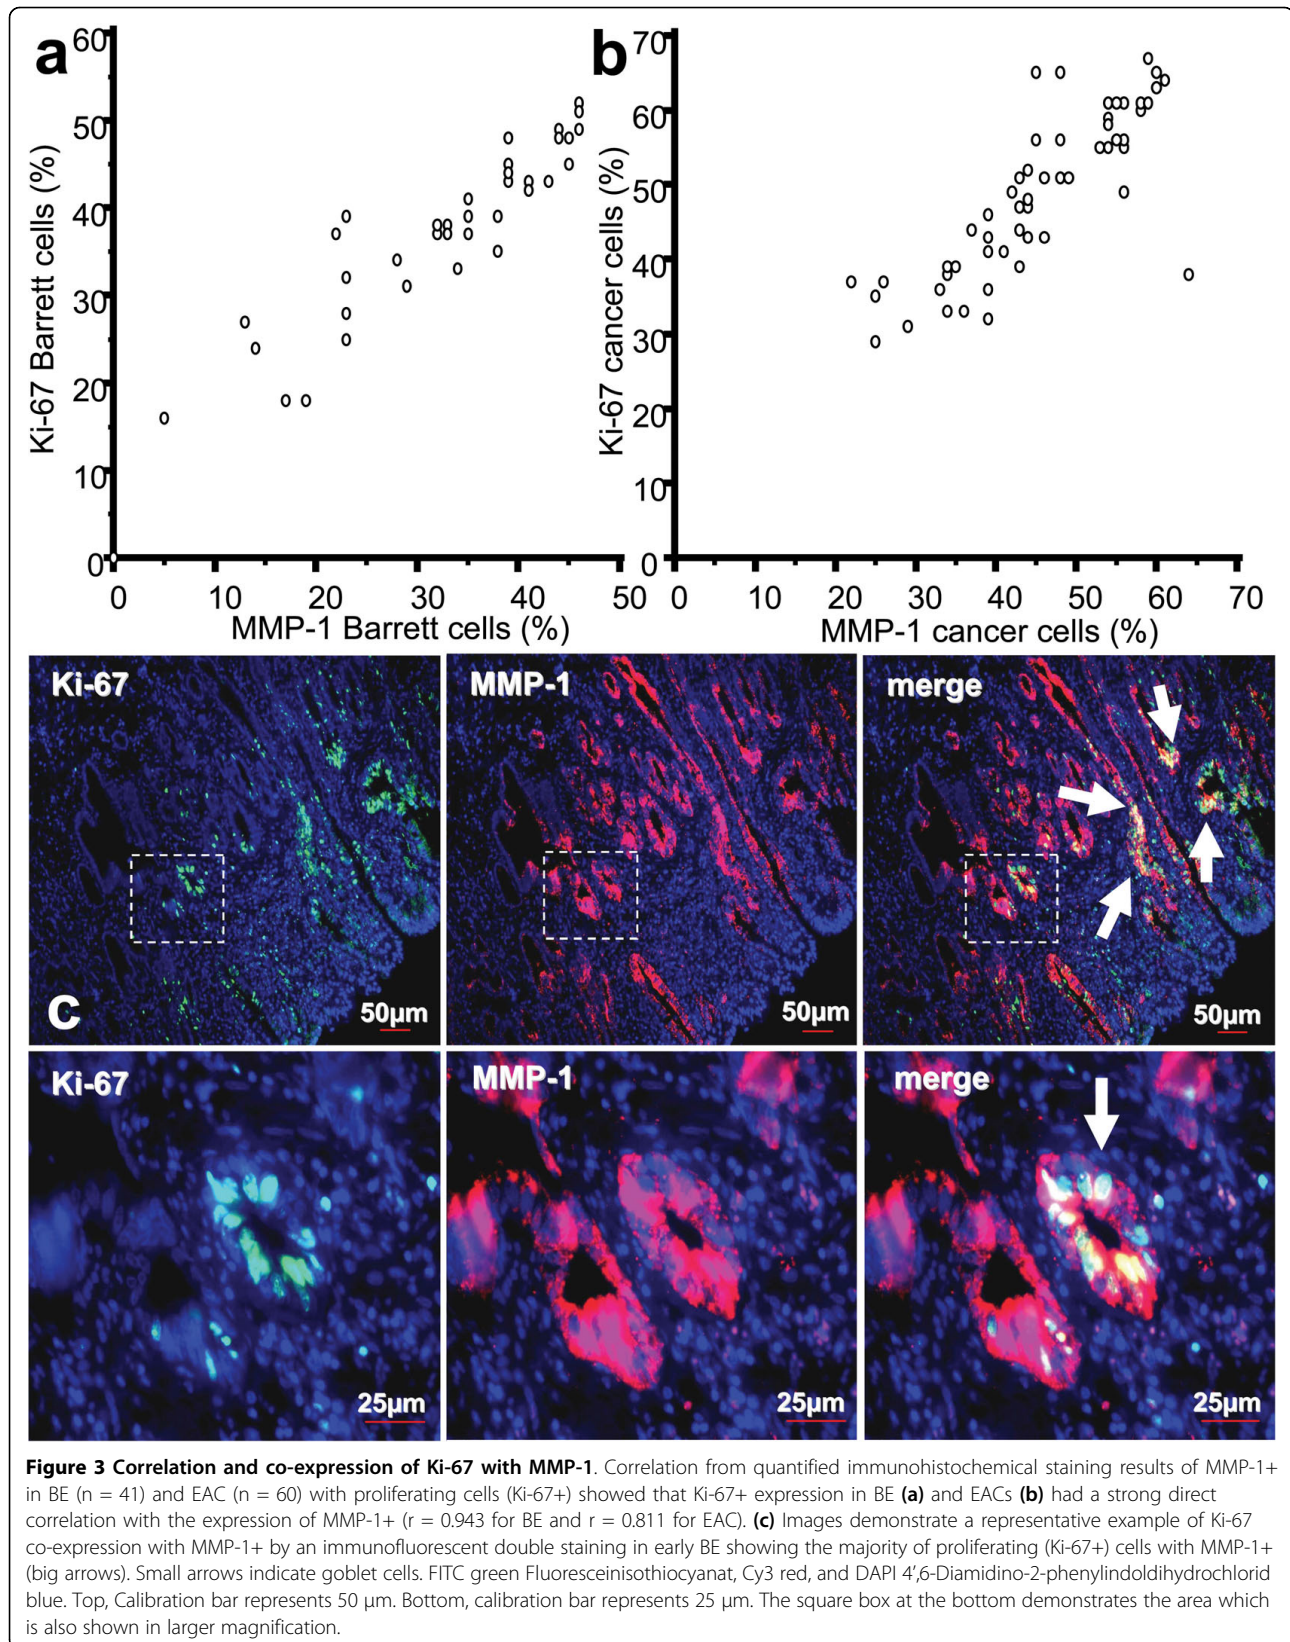 a
60
50
40
30
20
10
0
Ki-67 Barrett cells (%)
0 10 20 30 40 50
MMP-1 Barrett cells (%)
b
70
60
50
40
30
20
10
0
Ki-67 cancer cells (%)
0 10 20 30 40 50 60 70
MMP-1 cancer cells (%)
Ki-67
MMP-1
merge
c
50µm
50µm
50µm
Ki-67
MMP-1
merge
25µm
25µm
25µm
Figure 3 Correlation and co-expression of Ki-67 with MMP-1. Correlation from quantified immunohistochemical staining results of MMP-1+
in BE (n = 41) and EAC (n = 60) with proliferating cells (Ki-67+) showed that Ki-67+ expression in BE (a) and EACs (b) had a strong direct
correlation with the expression of MMP-1+ (r = 0.943 for BE and r = 0.811 for EAC). (c) Images demonstrate a representative example of Ki-67
co-expression with MMP-1+ by an immunofluorescent double staining in early BE showing the majority of proliferating (Ki-67+) cells with MMP-1+
(big arrows). Small arrows indicate goblet cells. FITC green Fluoresceinisothiocyanat, Cy3 red, and DAPI 4′,6-Diamidino-2-phenylindoldihydrochlorid
blue. Top, Calibration bar represents 50 μm. Bottom, calibration bar represents 25 μm. The square box at the bottom demonstrates the area which
is also shown in larger magnification.